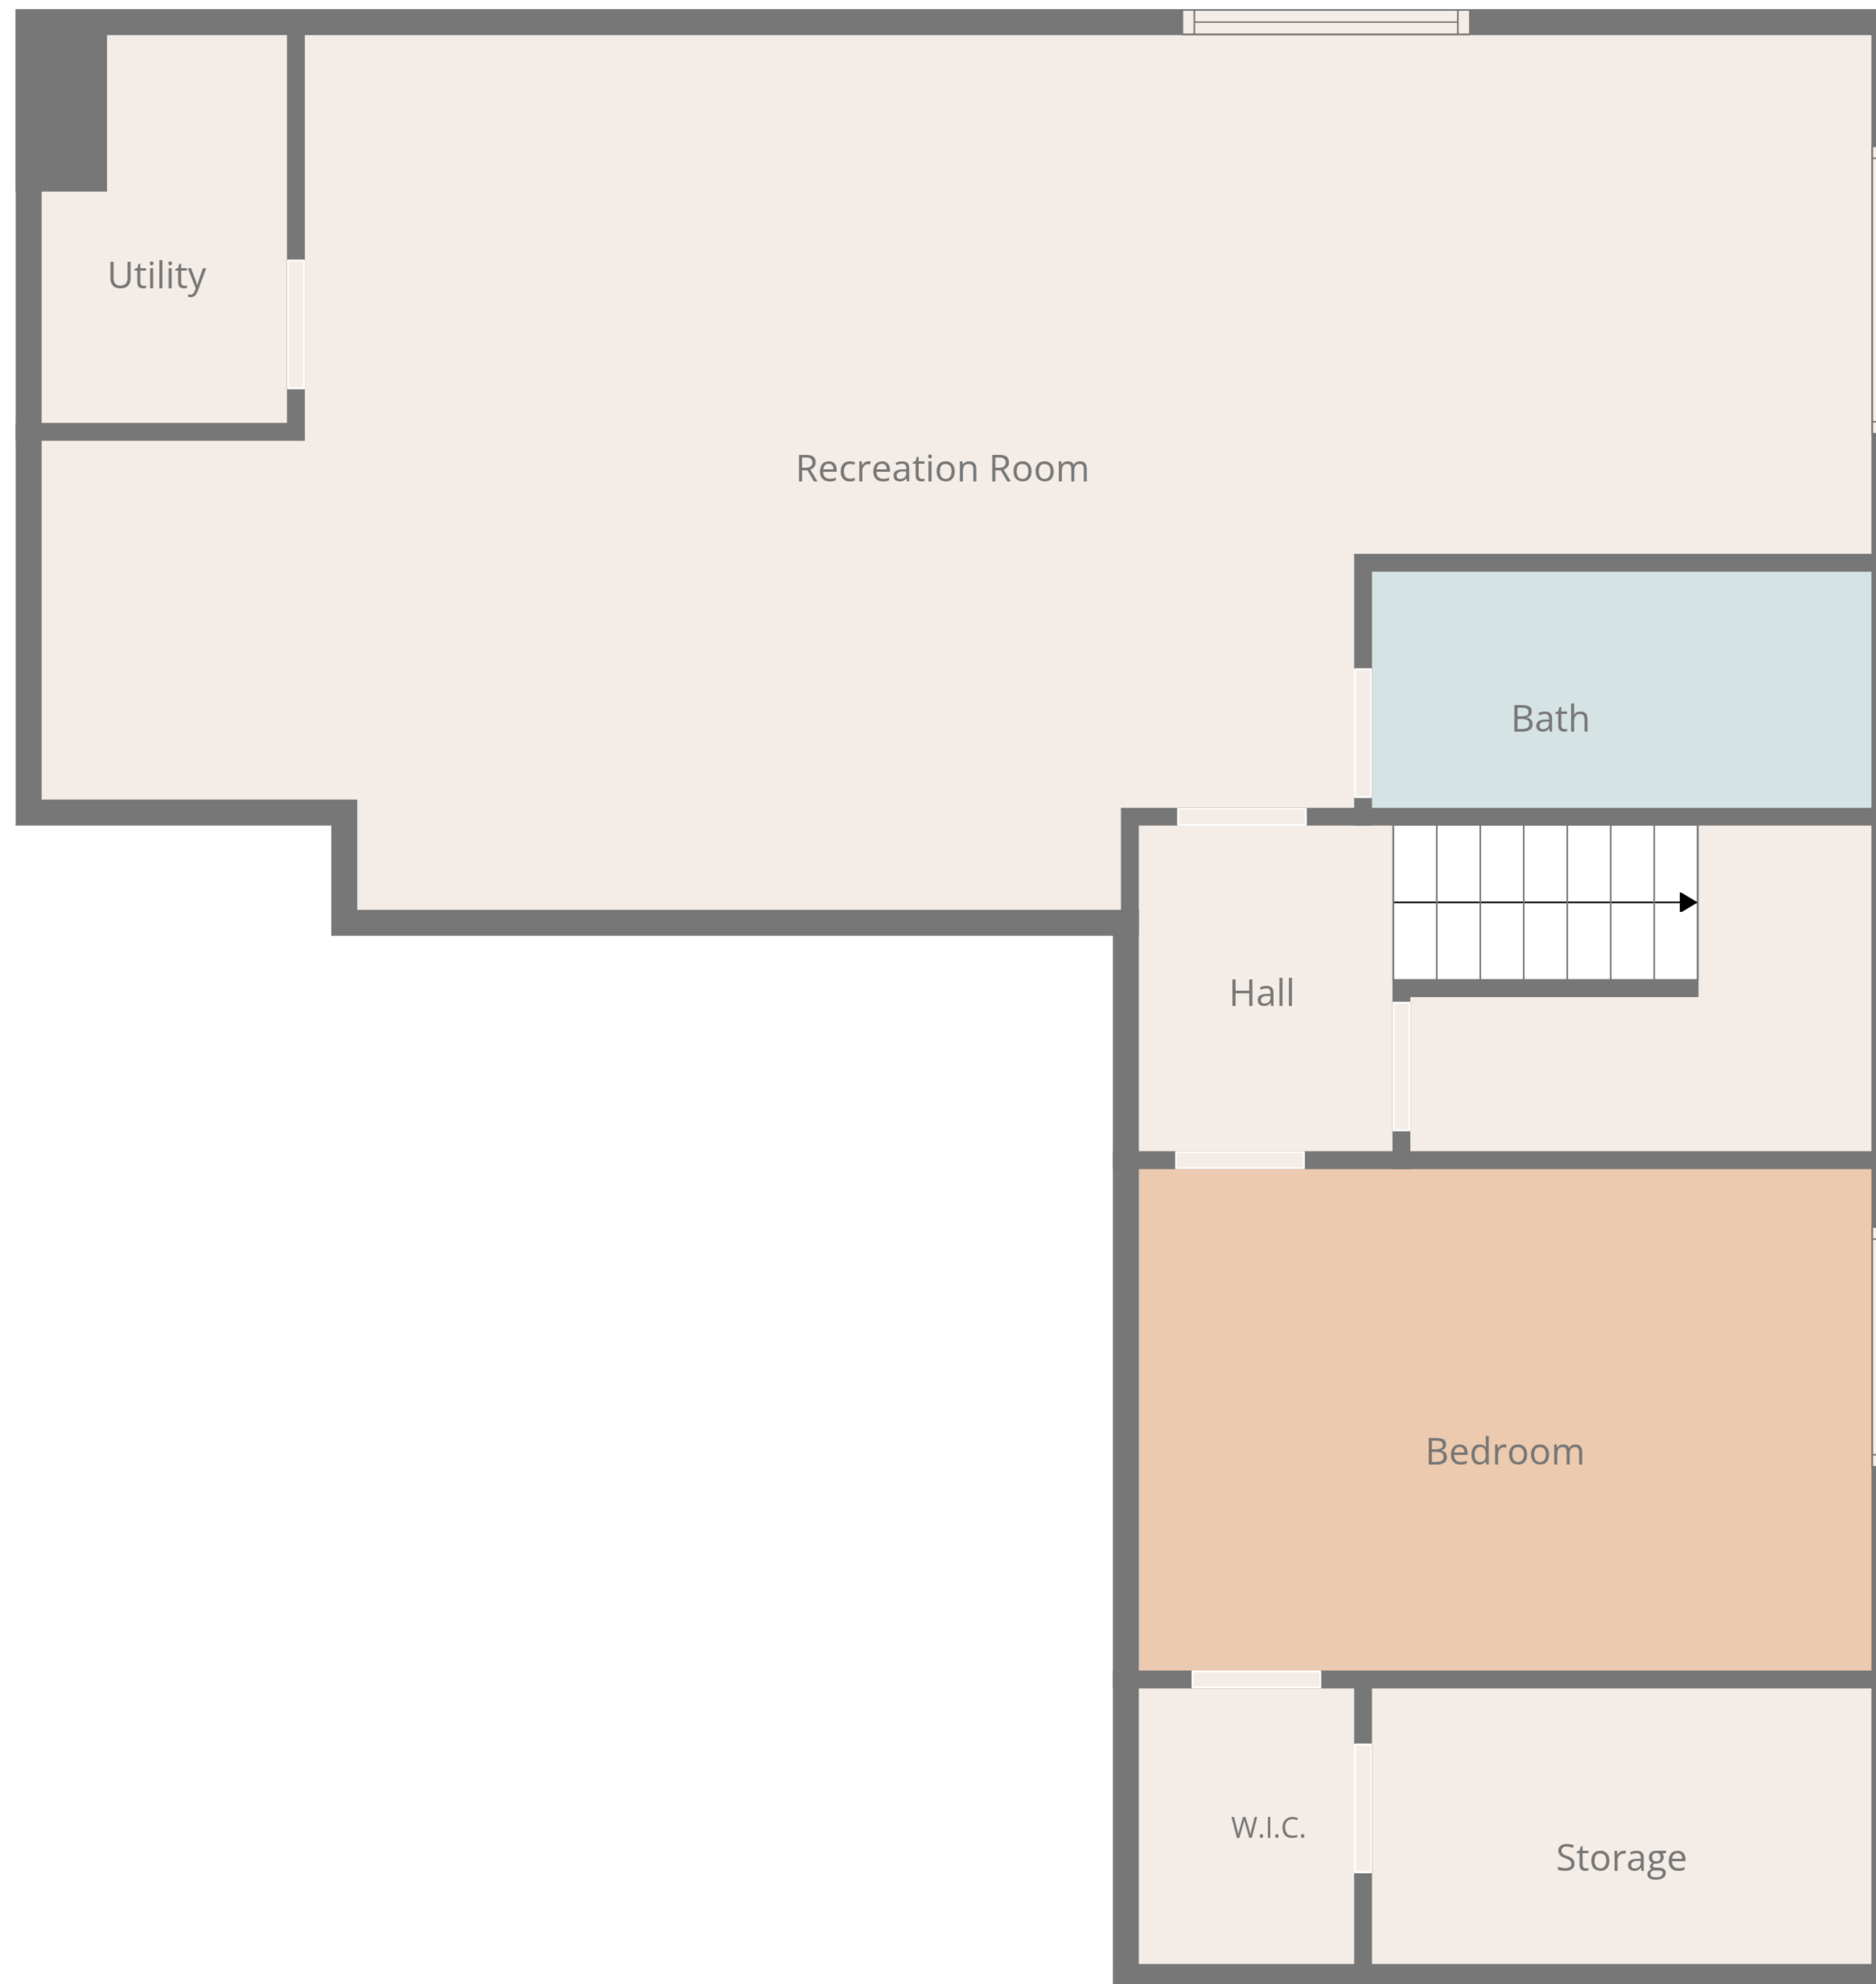 Utility
Recreation Room
Bath
Hall
Bedroom
W.I.C.
Storage